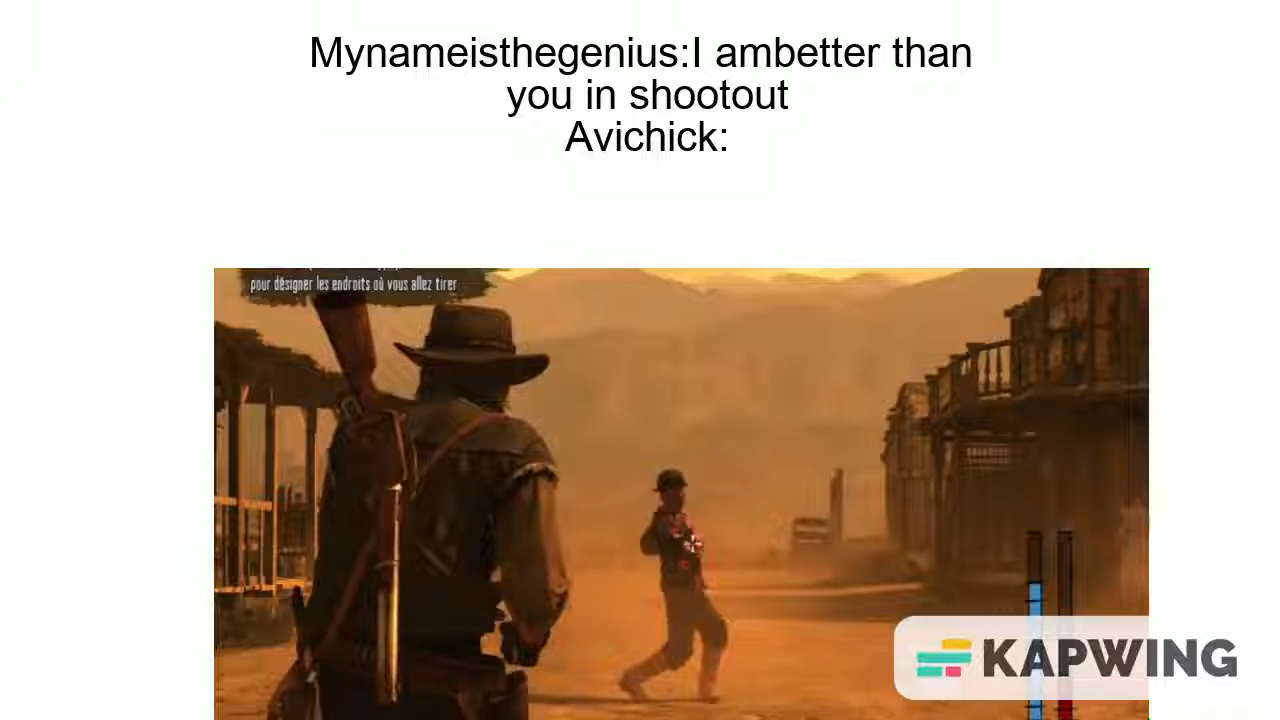 Mynameisthegenius:I ambetter than
you in shootout
Avichick:
pour désigner les endroits où vous allez tirer
KAPWING